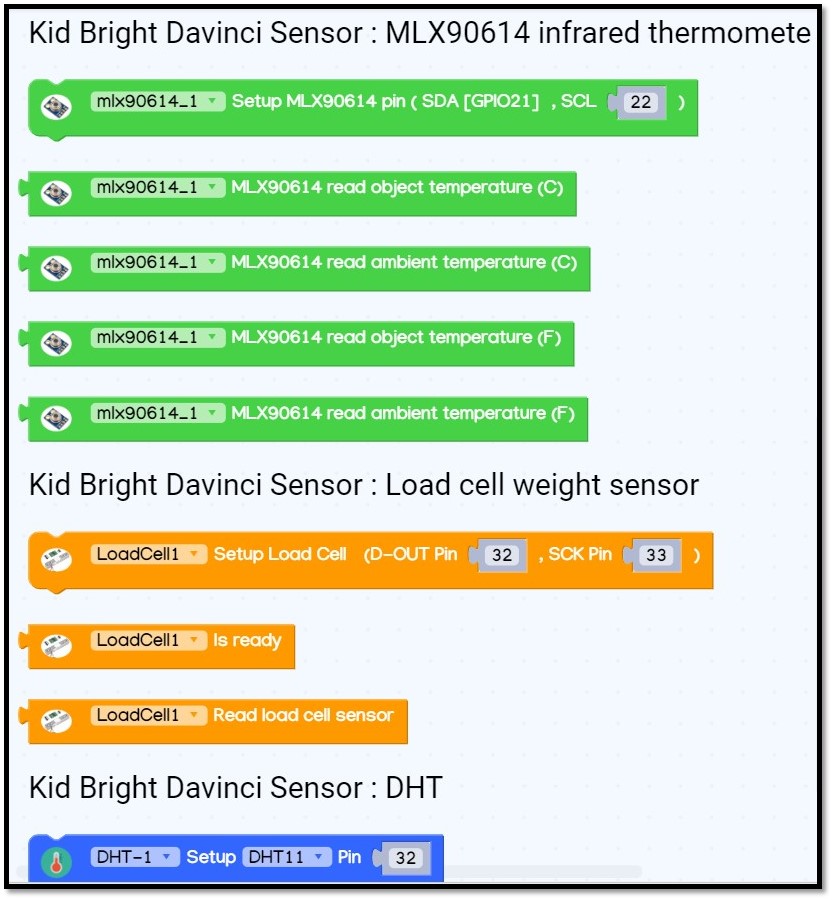 Kid Bright Davinci Sensor : MLX90614 infrared thermomete
mlx90614_1 Setup MLX90614 pin ( SDA [GPIO21] , SCL 22 )
mlx90614_1 MLX90614 read object temperature (C)
mlx90614_1 MLX90614 read ambient temperature (C)
mlx90614_1 MLX90614 read object temperature (F)
mlx90614_1 MLX90614 read ambient temperature (F)
Kid Bright Davinci Sensor : Load cell weight sensor
LoadCell1 Setup Load Cell (D-OUT Pin 32 , SCK Pin 33 )
LoadCell1 Is ready
LoadCell1 Read load cell sensor
Kid Bright Davinci Sensor : DHT
DHT-1 Setup DHT11 Pin 32